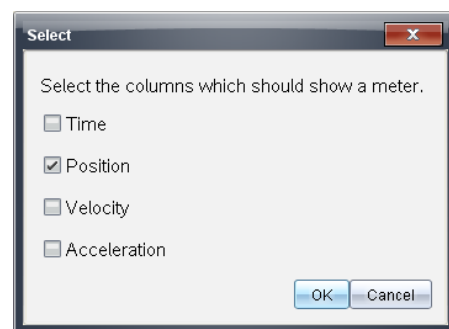 Select
Select the columns which should show a meter.
Time
Position
Velocity
Acceleration
OK Cancel